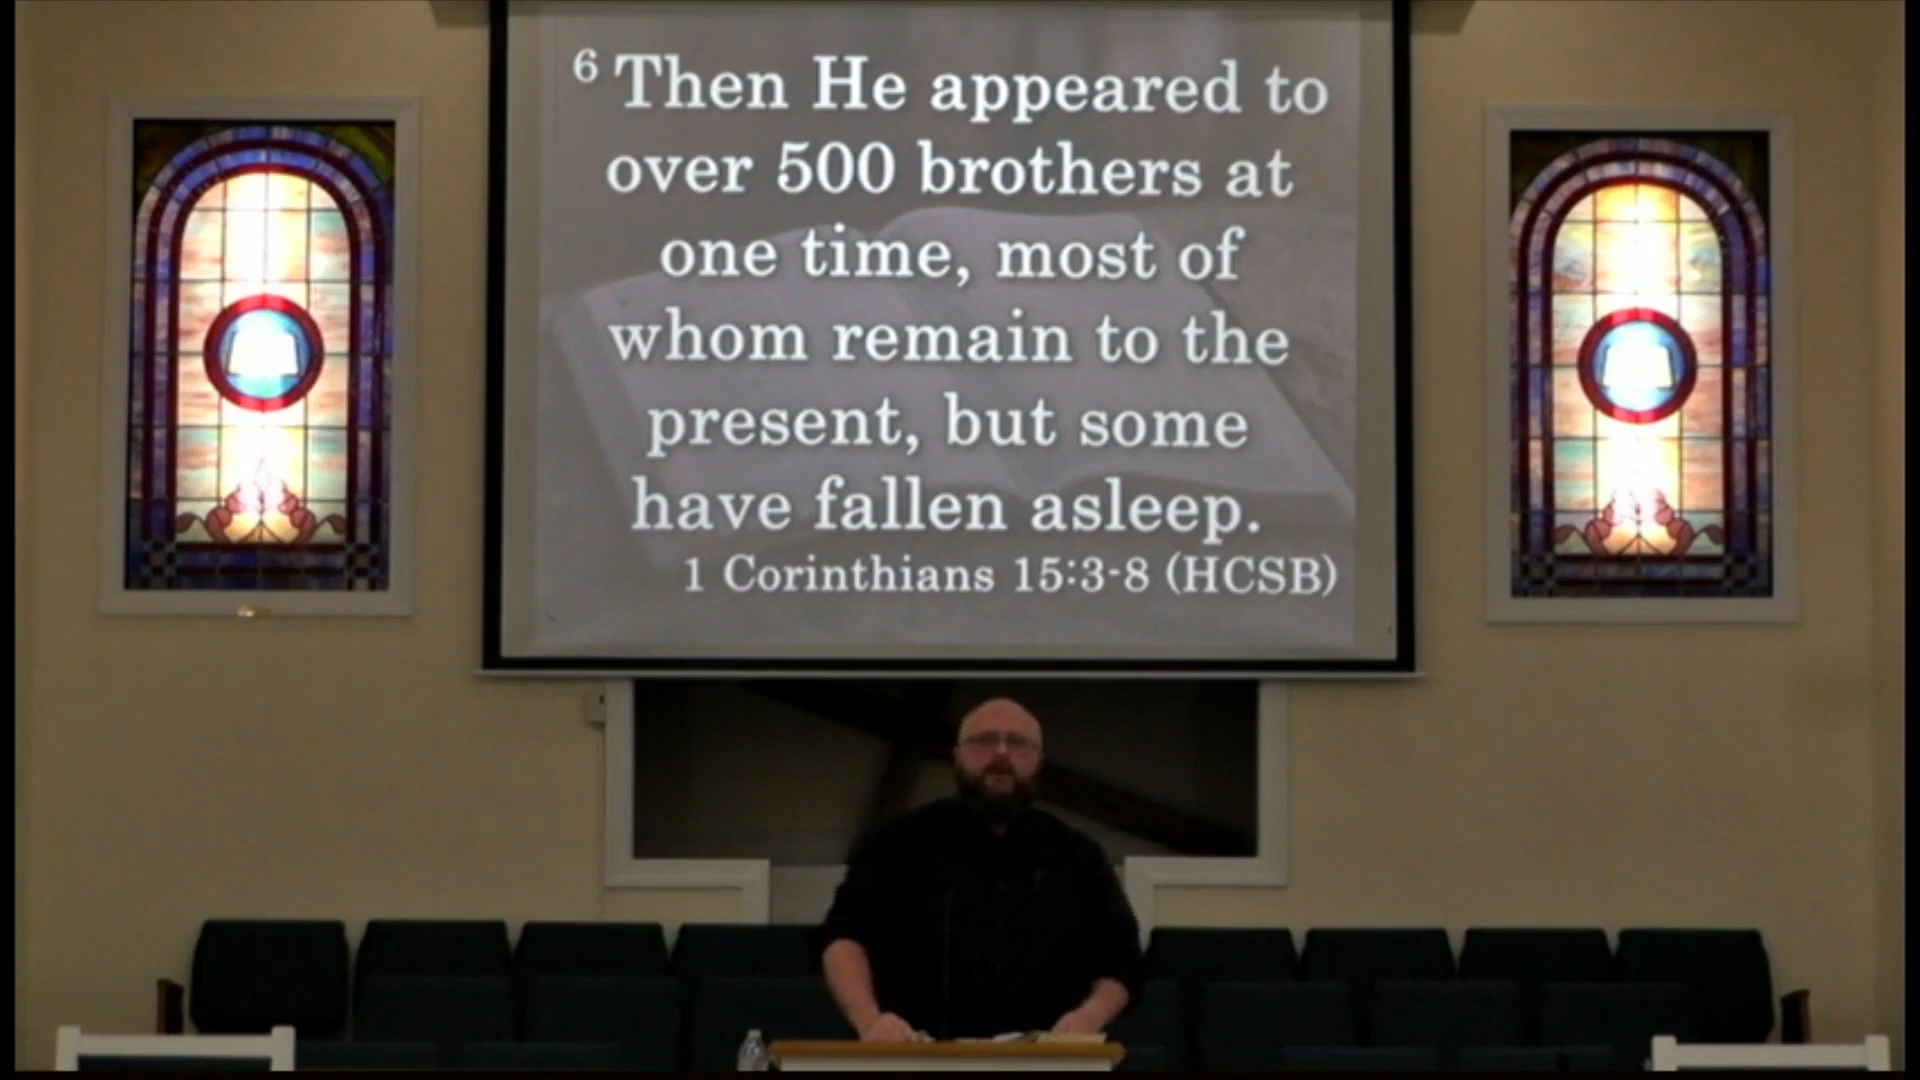 6 Then He appeared to
over 500 brothers at
one time, most of
whom remain to the
present, but some
have fallen asleep.
1 Corinthians 15:3-8 (HCSB)